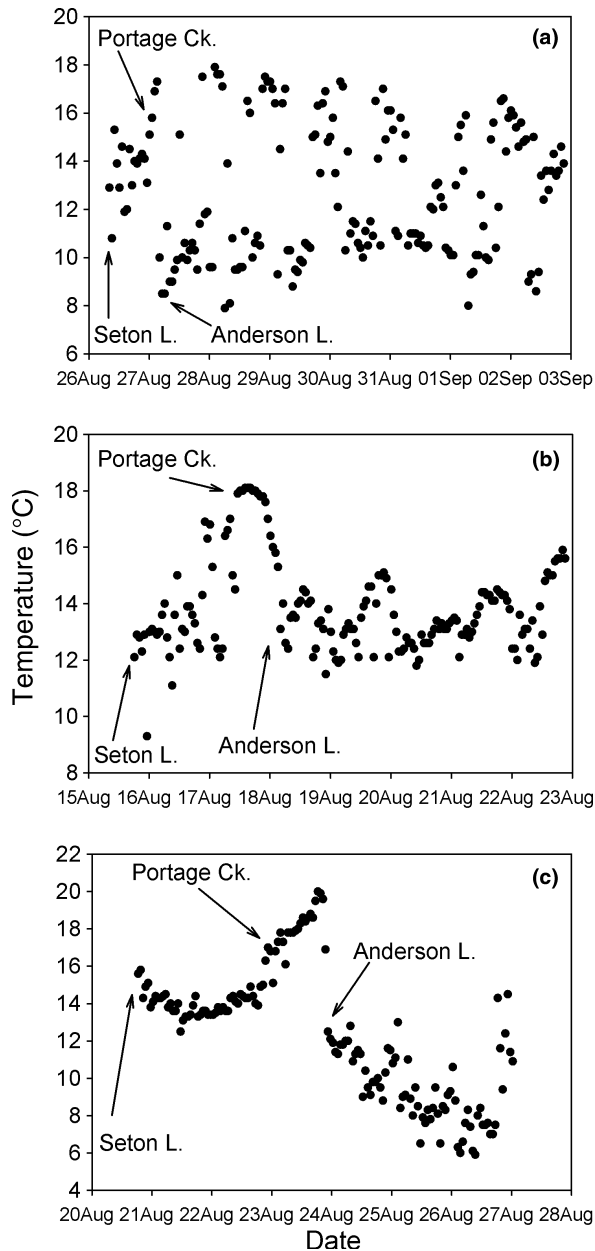 20
Portage Ck.
(a)
18
16
14
12
10
8
Seton L.
Anderson L.
6
26Aug 27Aug 28Aug 29Aug 30Aug 31Aug 01Sep 02Sep 03Sep
20
Portage Ck.
(b)
18
16
14
12
10
Seton L.
Anderson L.
8
15Aug 16Aug 17Aug 18Aug 19Aug 20Aug 21Aug 22Aug 23Aug
Temperature (°C)
22
Portage Ck.
(c)
20
18
Anderson L.
16
14
12
10
8
6
Seton L.
4
20Aug 21Aug 22Aug 23Aug 24Aug 25Aug 26Aug 27Aug 28Aug
Date